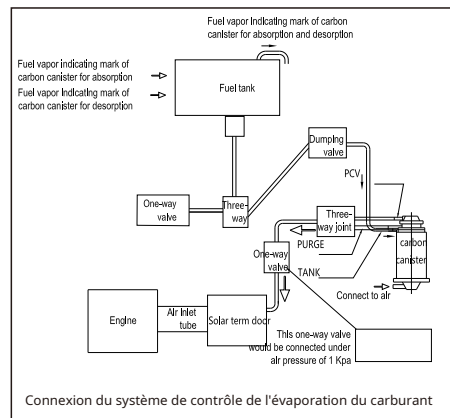 Fuel vapor Indicating mark of carbon
canister for absorption and desorption
Fuel vapor indicating mark of
carbon canister for absorption
Fuel vapor Indicating mark of
carbon canister for desorption
Fuel tank
Dumping
valve
PCV
One-way
valve
Three-
way
Three-
way joint
PURGE
carbon
canister
One-way
valve
TANK
Connect to air
Engine
Air Inlet
tube
Solar term door
This one-way valve
would be connected under
air pressure of 1 Kpa
Connexion du système de contrôle de l'évaporation du carburant